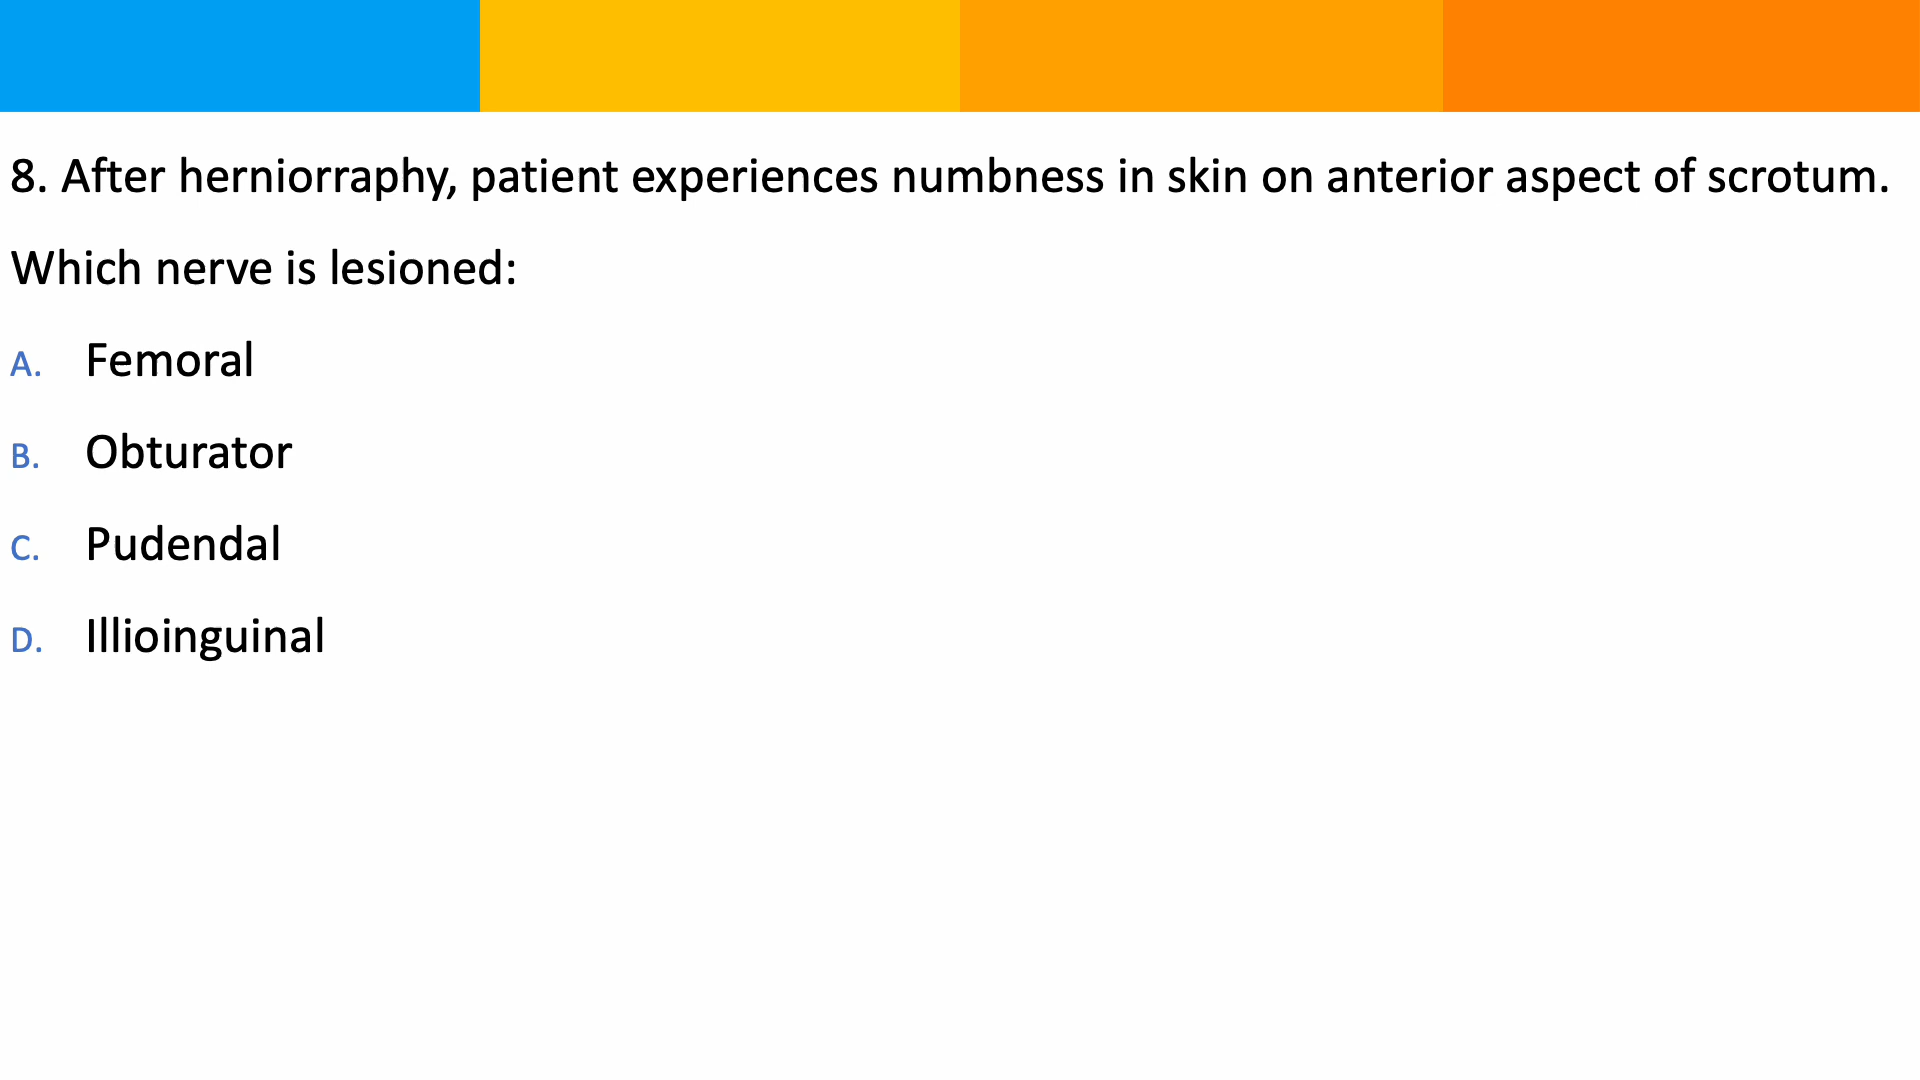 8. After herniorraphy, patient experiences numbness in skin on anterior aspect of scrotum.
Which nerve is lesioned:
A. Femoral
B. Obturator
C. Pudendal
D. Illioinguinal